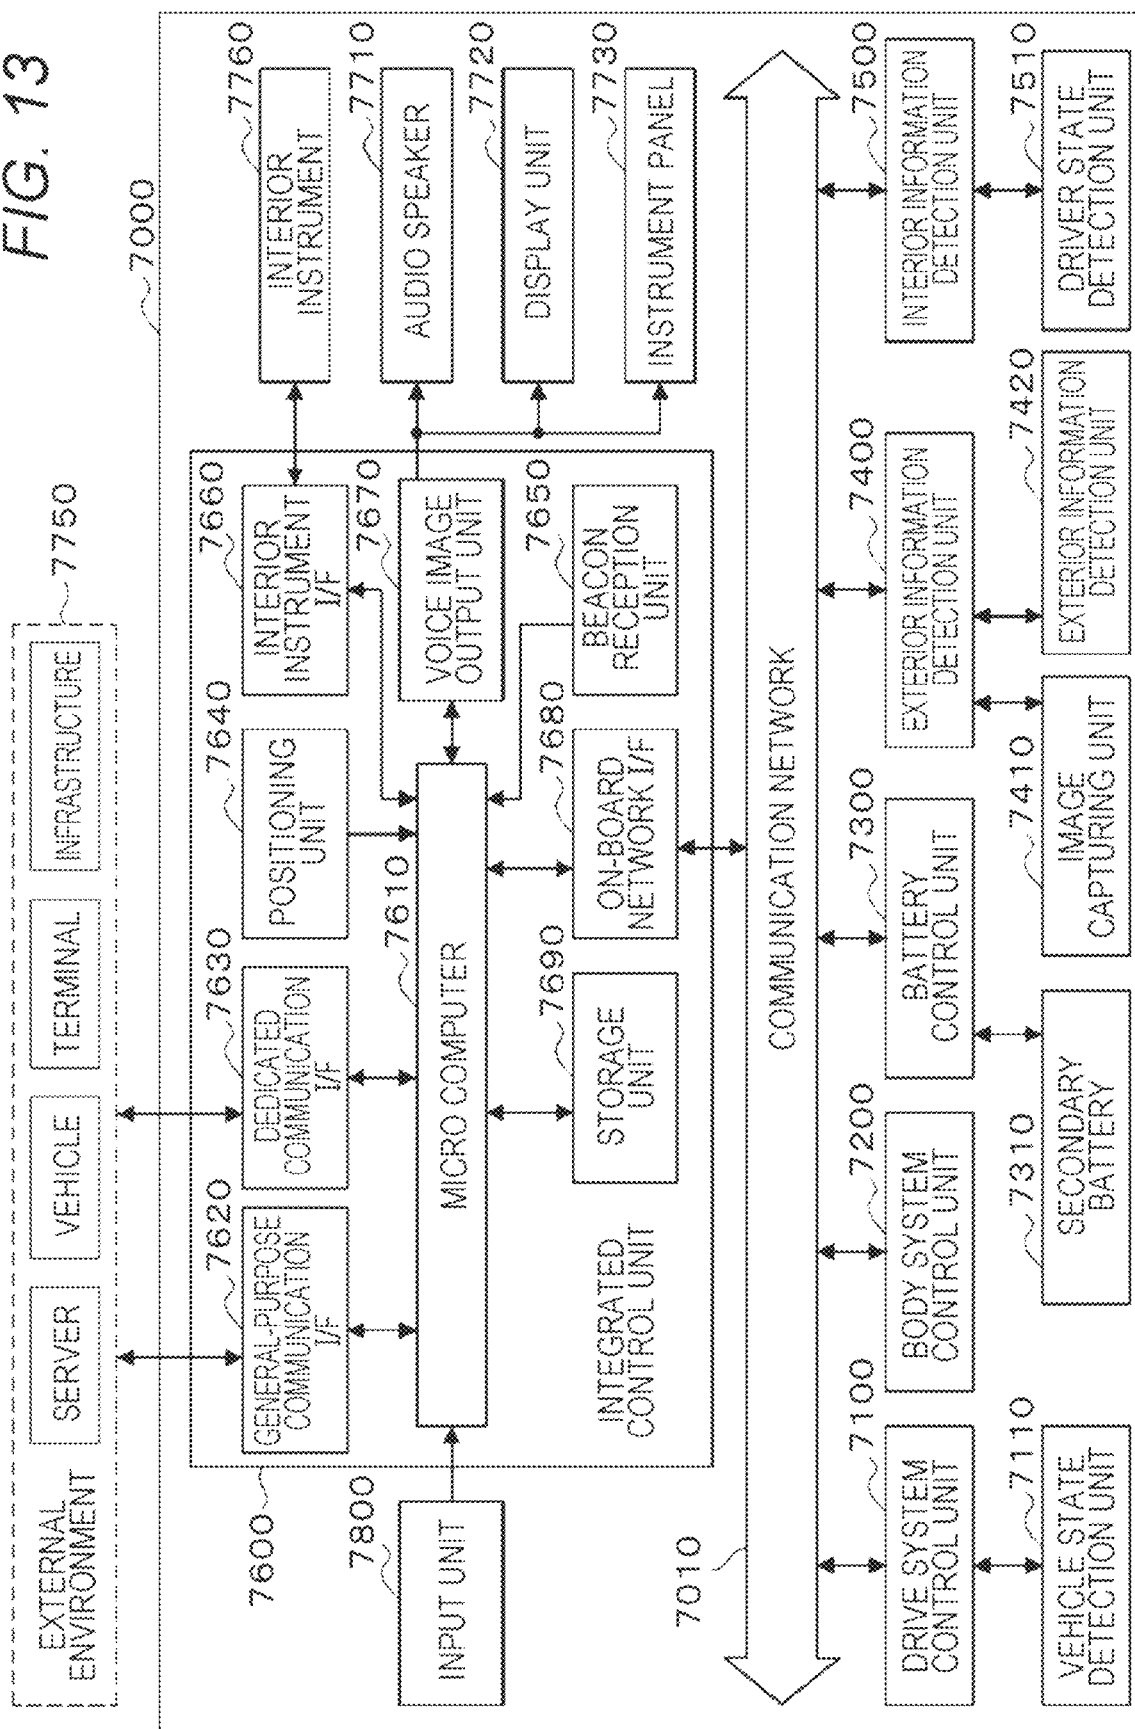 FIG. 13
7000
7750
EXTERNAL
ENVIRONMENT
SERVER
VEHICLE
TERMINAL
INFRASTRUCTURE
7600
7620
GENERAL-PURPOSE
COMMUNICATION
I/F
7630
DEDICATED
COMMUNICATION
I/F
7640
POSITIONING
UNIT
7660
INTERIOR
INSTRUMENT
I/F
7760
INTERIOR
INSTRUMENT
7800
INPUT UNIT
7610
MICRO COMPUTER
7670
VOICE IMAGE
OUTPUT UNIT
7710
AUDIO SPEAKER
7720
DISPLAY UNIT
7730
INSTRUMENT PANEL
INTEGRATED
CONTROL UNIT
7690
STORAGE
UNIT
7680
ON-BOARD
NETWORK I/F
7650
BEACON
RECEPTION
UNIT
7010
COMMUNICATION NETWORK
7100
DRIVE SYSTEM
CONTROL UNIT
7200
BODY SYSTEM
CONTROL UNIT
7300
BATTERY
CONTROL UNIT
7400
EXTERIOR INFORMATION
DETECTION UNIT
7500
INTERIOR INFORMATION
DETECTION UNIT
7110
VEHICLE STATE
DETECTION UNIT
7310
SECONDARY
BATTERY
7410
IMAGE
CAPTURING UNIT
7420
EXTERIOR INFORMATION
DETECTION UNIT
7510
DRIVER STATE
DETECTION UNIT